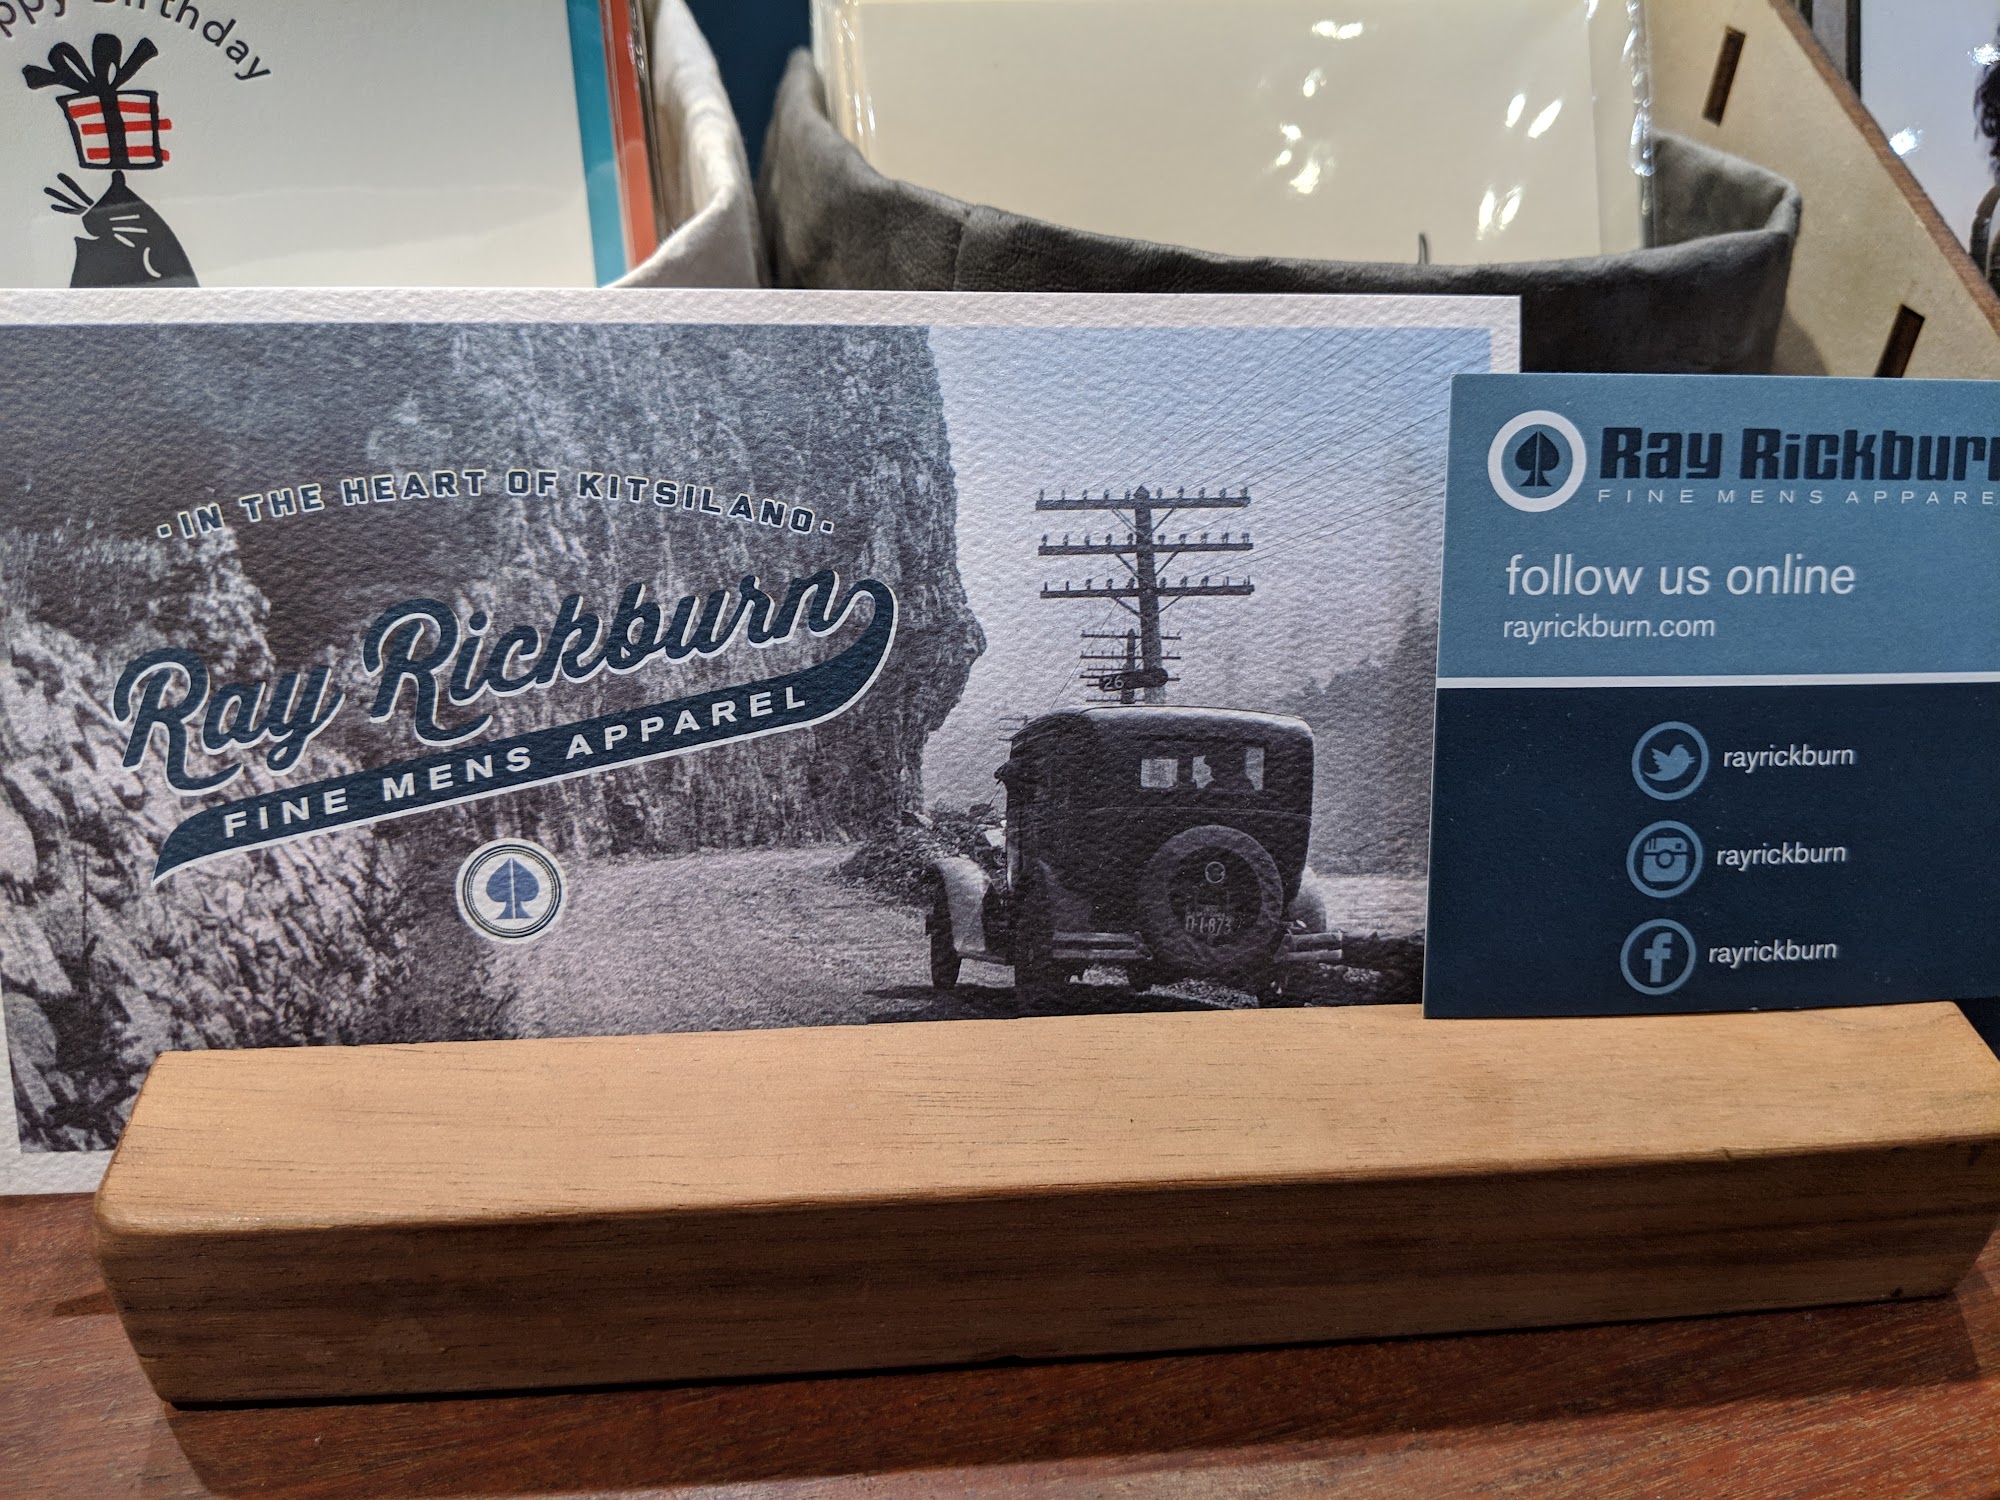 Birthday
·IN THE HEART OF KITSILANO·
Ray Rickburn
FINE MENS APPAREL
26
Ray Rickburn
FINE MENS APPARE
follow us online
rayrickburn.com
rayrickburn
rayrickburn
rayrickburn